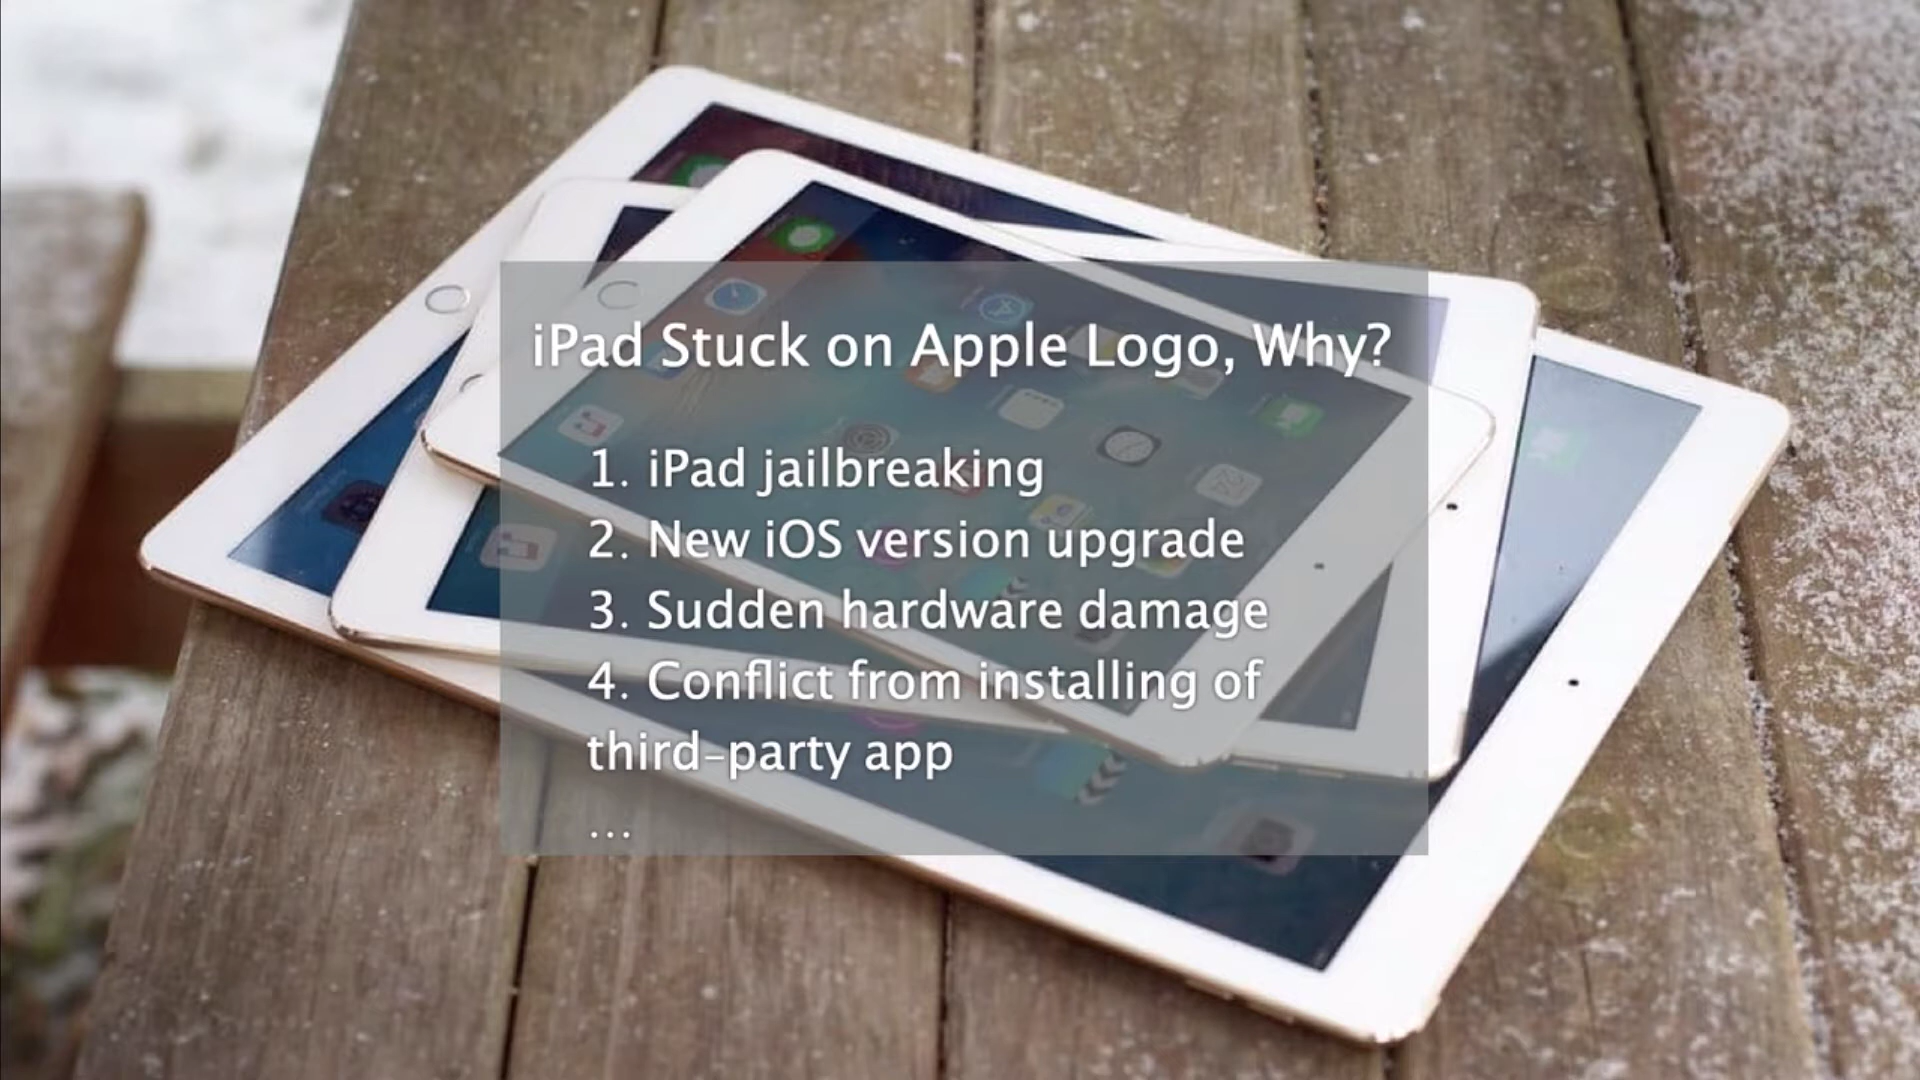 iPad Stuck on Apple Logo, Why?
1. iPad jailbreaking
2. New iOS version upgrade
3. Sudden hardware damage
4. Conflict from installing of
third-party app
...